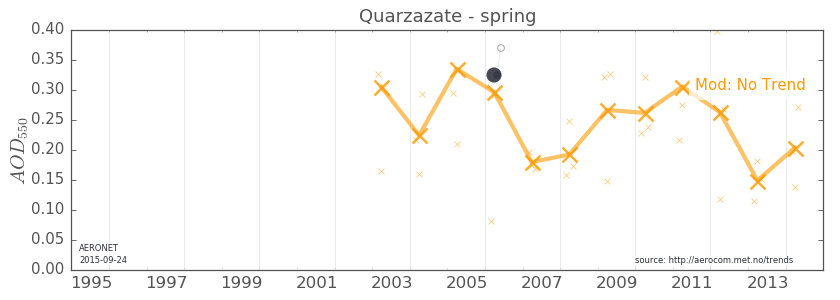 Quarzazate - spring
0.40
0.35
0.30
0.25
0.20
0.15
0.10
0.05
0.00
AOD550
Mod: No Trend
AERONET
2015-09-24
source: http://aerocom.met.no/trends
1995 1997 1999 2001 2003 2005 2007 2009 2011 2013